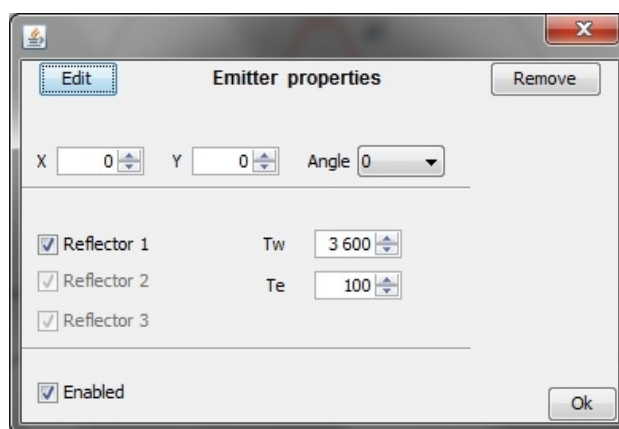 Edit Emitter properties Remove
X 0 Y 0 Angle 0
Reflector 1 Tw 3 600
Reflector 2 Te 100
Reflector 3
Enabled
Ok